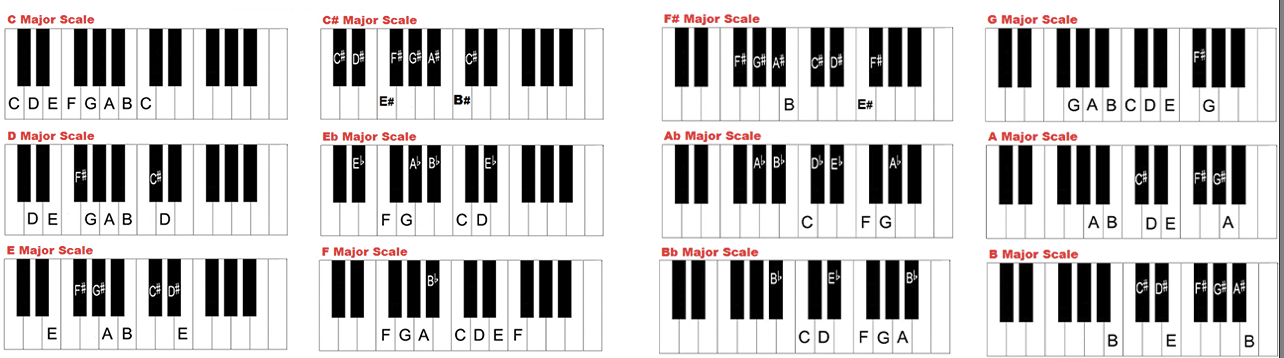 C Major Scale
C D E F G A B C
C# Major Scale
C# D# F# G# A# C#
E# B#
F# Major Scale
F# G# A# C# D# F#
B E#
G Major Scale
F#
G A B C D E G
D Major Scale
F# C#
D E G A B D
Eb Major Scale
E♭ A♭ B♭ E♭
F G C D
Ab Major Scale
A♭ B♭ D♭ E♭ A♭
C F G
A Major Scale
C# F# G#
A B D E A
E Major Scale
F# G# C# D#
E A B E
F Major Scale
B♭
F G A C D E F
Bb Major Scale
B♭ E♭ B♭
C D F G A
B Major Scale
C# D# F# G# A#
B E B